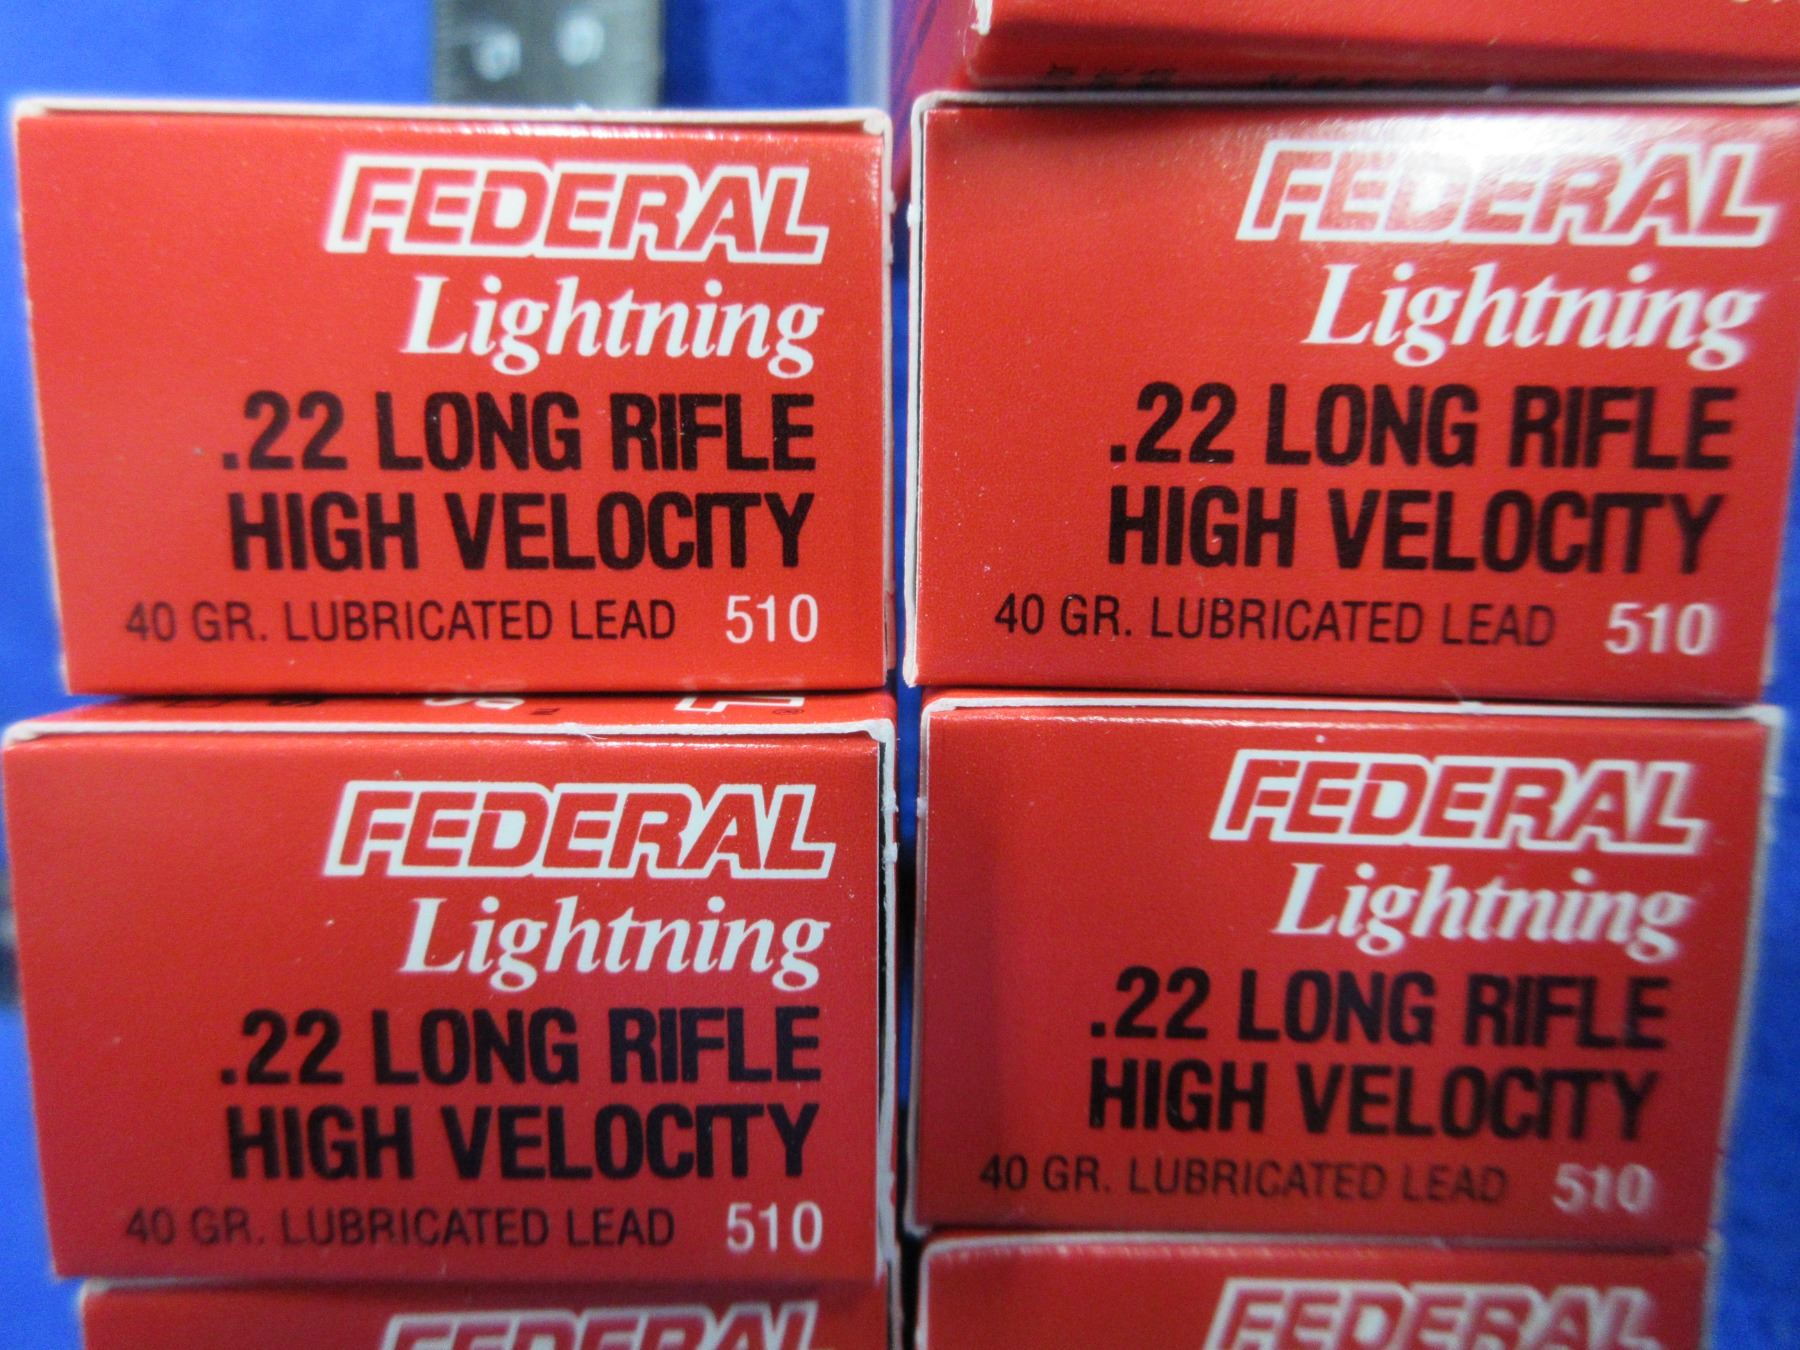 FEDERAL
Lightning
.22 LONG RIFLE
HIGH VELOCITY
40 GR. LUBRICATED LEAD 510
FEDERAL
Lightning
.22 LONG RIFLE
HIGH VELOCITY
40 GR. LUBRICATED LEAD 510
FEDERAL
Lightning
.22 LONG RIFLE
HIGH VELOCITY
40 GR. LUBRICATED LEAD 510
FEDERAL
Lightning
.22 LONG RIFLE
HIGH VELOCITY
40 GR. LUBRICATED LEAD 510
FEDERAL
FEDERAL